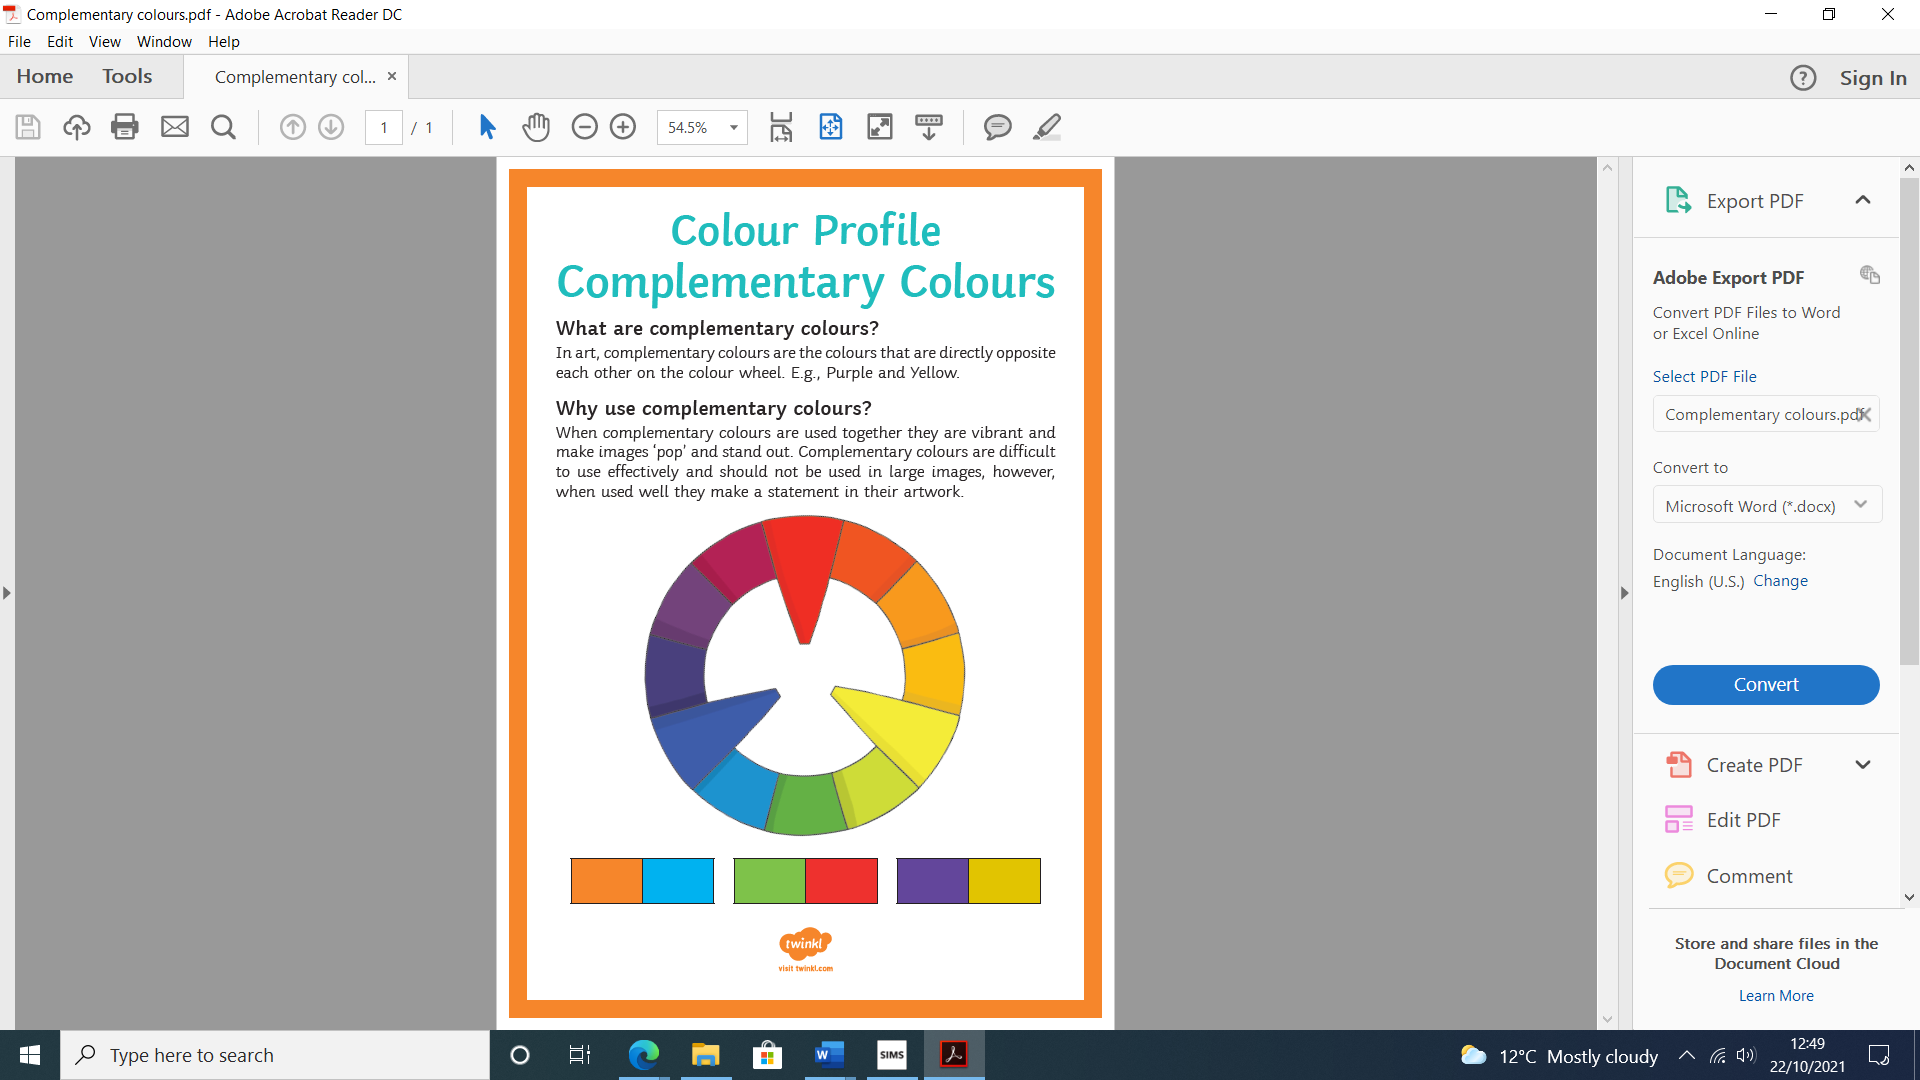 Complementary colours.pdf - Adobe Acrobat Reader DC
File Edit View Window Help
Home Tools Complementary col... × ? Sign In
1 / 1 54.5%
Colour Profile
Complementary Colours
What are complementary colours?
In art, complementary colours are the colours that are directly opposite
each other on the colour wheel. E.g., Purple and Yellow.
Why use complementary colours?
When complementary colours are used together they are vibrant and
make images ‘pop’ and stand out. Complementary colours are difficult
to use effectively and should not be used in large images, however,
when used well they make a statement in their artwork.
twinkl
visit twinkl.com
Export PDF
Adobe Export PDF
Convert PDF Files to Word
or Excel Online
Select PDF File
Complementary colours.pdf
Convert to
Microsoft Word (*.docx)
Document Language:
English (U.S.) Change
Convert
Create PDF
Edit PDF
Comment
Store and share files in the
Document Cloud
Learn More
Type here to search
SIMS
12°C Mostly cloudy
12:49
22/10/2021